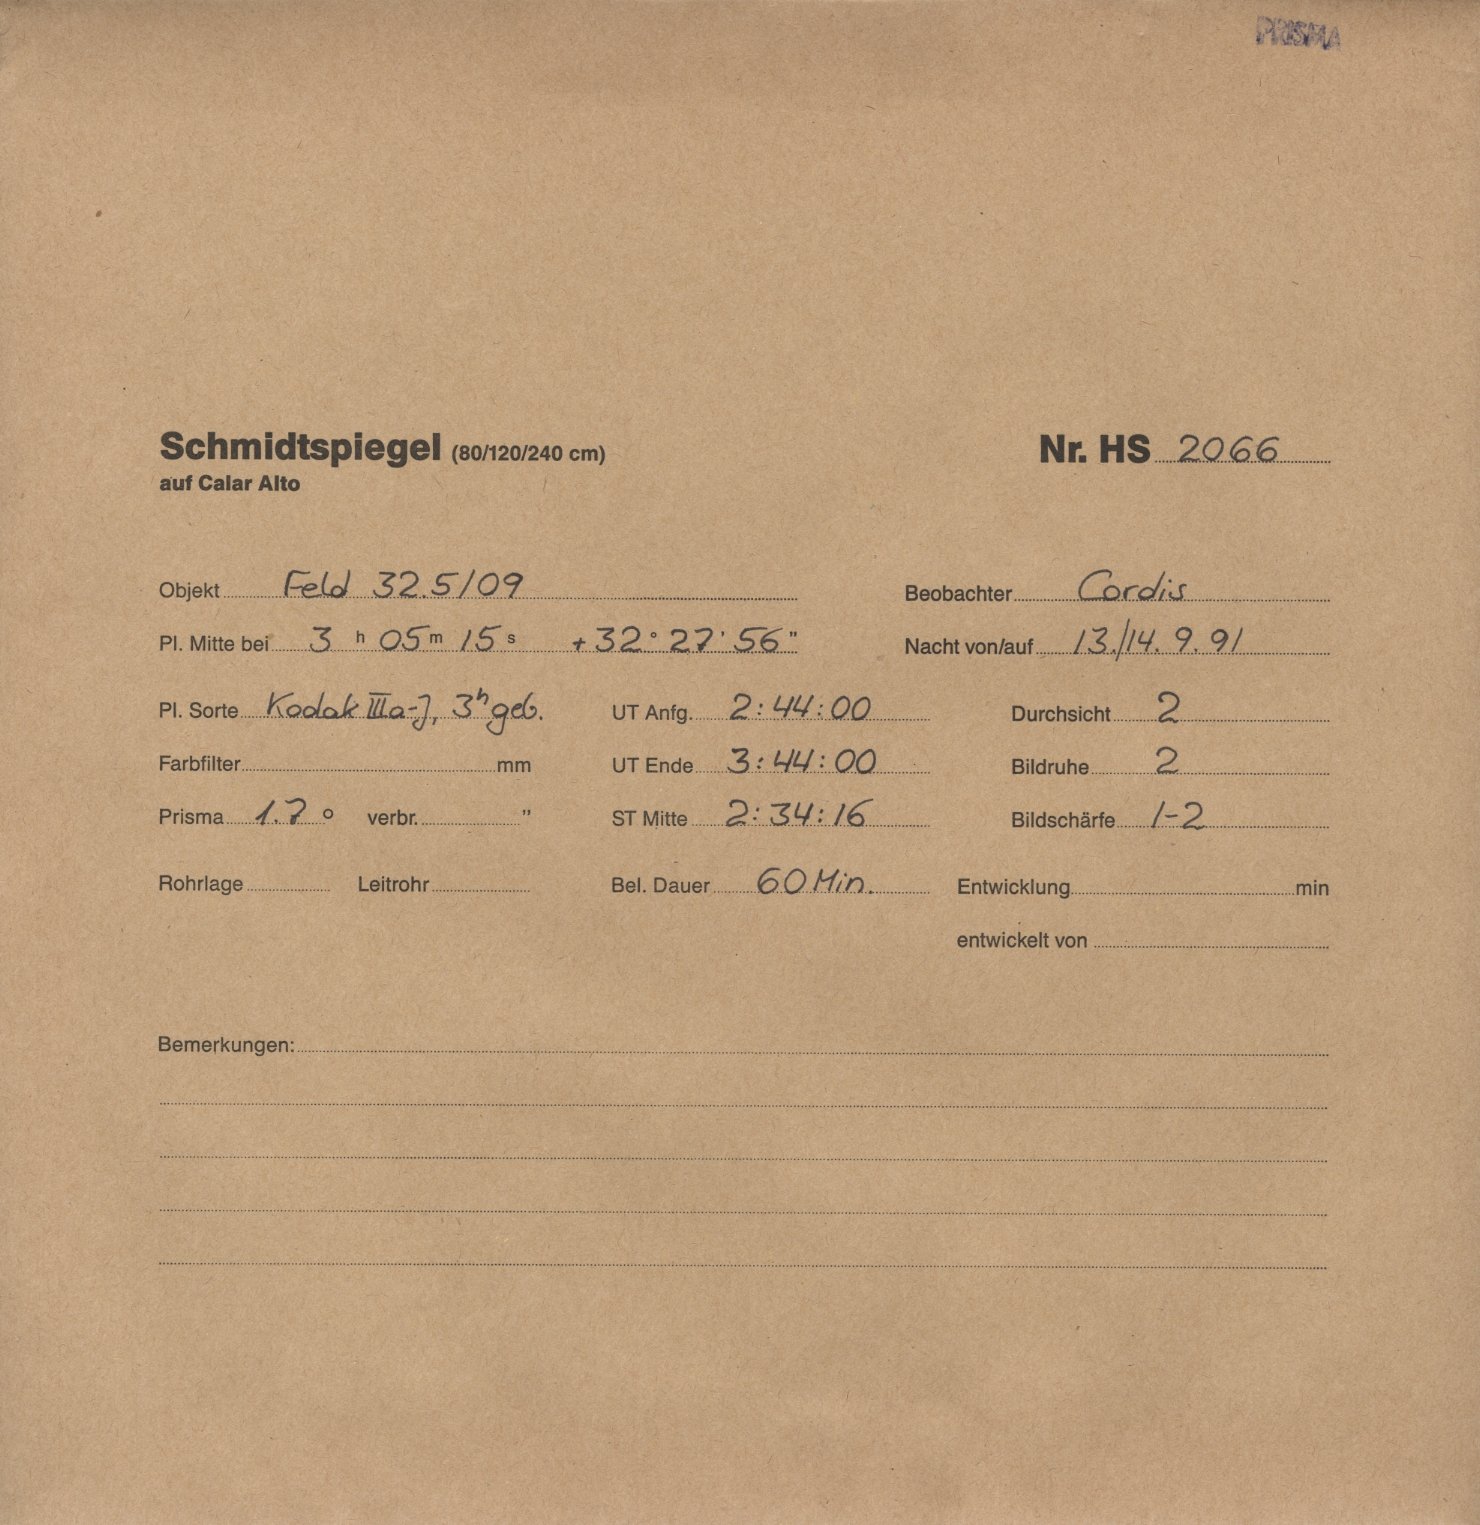 PRISMA
Schmidtspiegel (80/120/240 cm) Nr. HS 2066
auf Calar Alto
Objekt Feld 32.5/09 Beobachter Cordis
Pl. Mitte bei 3 h 05 m 15 s + 32° 27' 56" Nacht von/auf 13./14. 9. 91
Pl. Sorte Kodak IIIa-J, 3h geb. UT Anfg. 2:44:00 Durchsicht 2
Farbfilter mm UT Ende 3:44:00 Bildruhe 2
Prisma 1.7 ° verbr. " ST Mitte 2:34:16 Bildschärfe 1-2
Rohrlage Leitrohr Bel. Dauer 60 Min. Entwicklung min
entwickelt von
Bemerkungen: